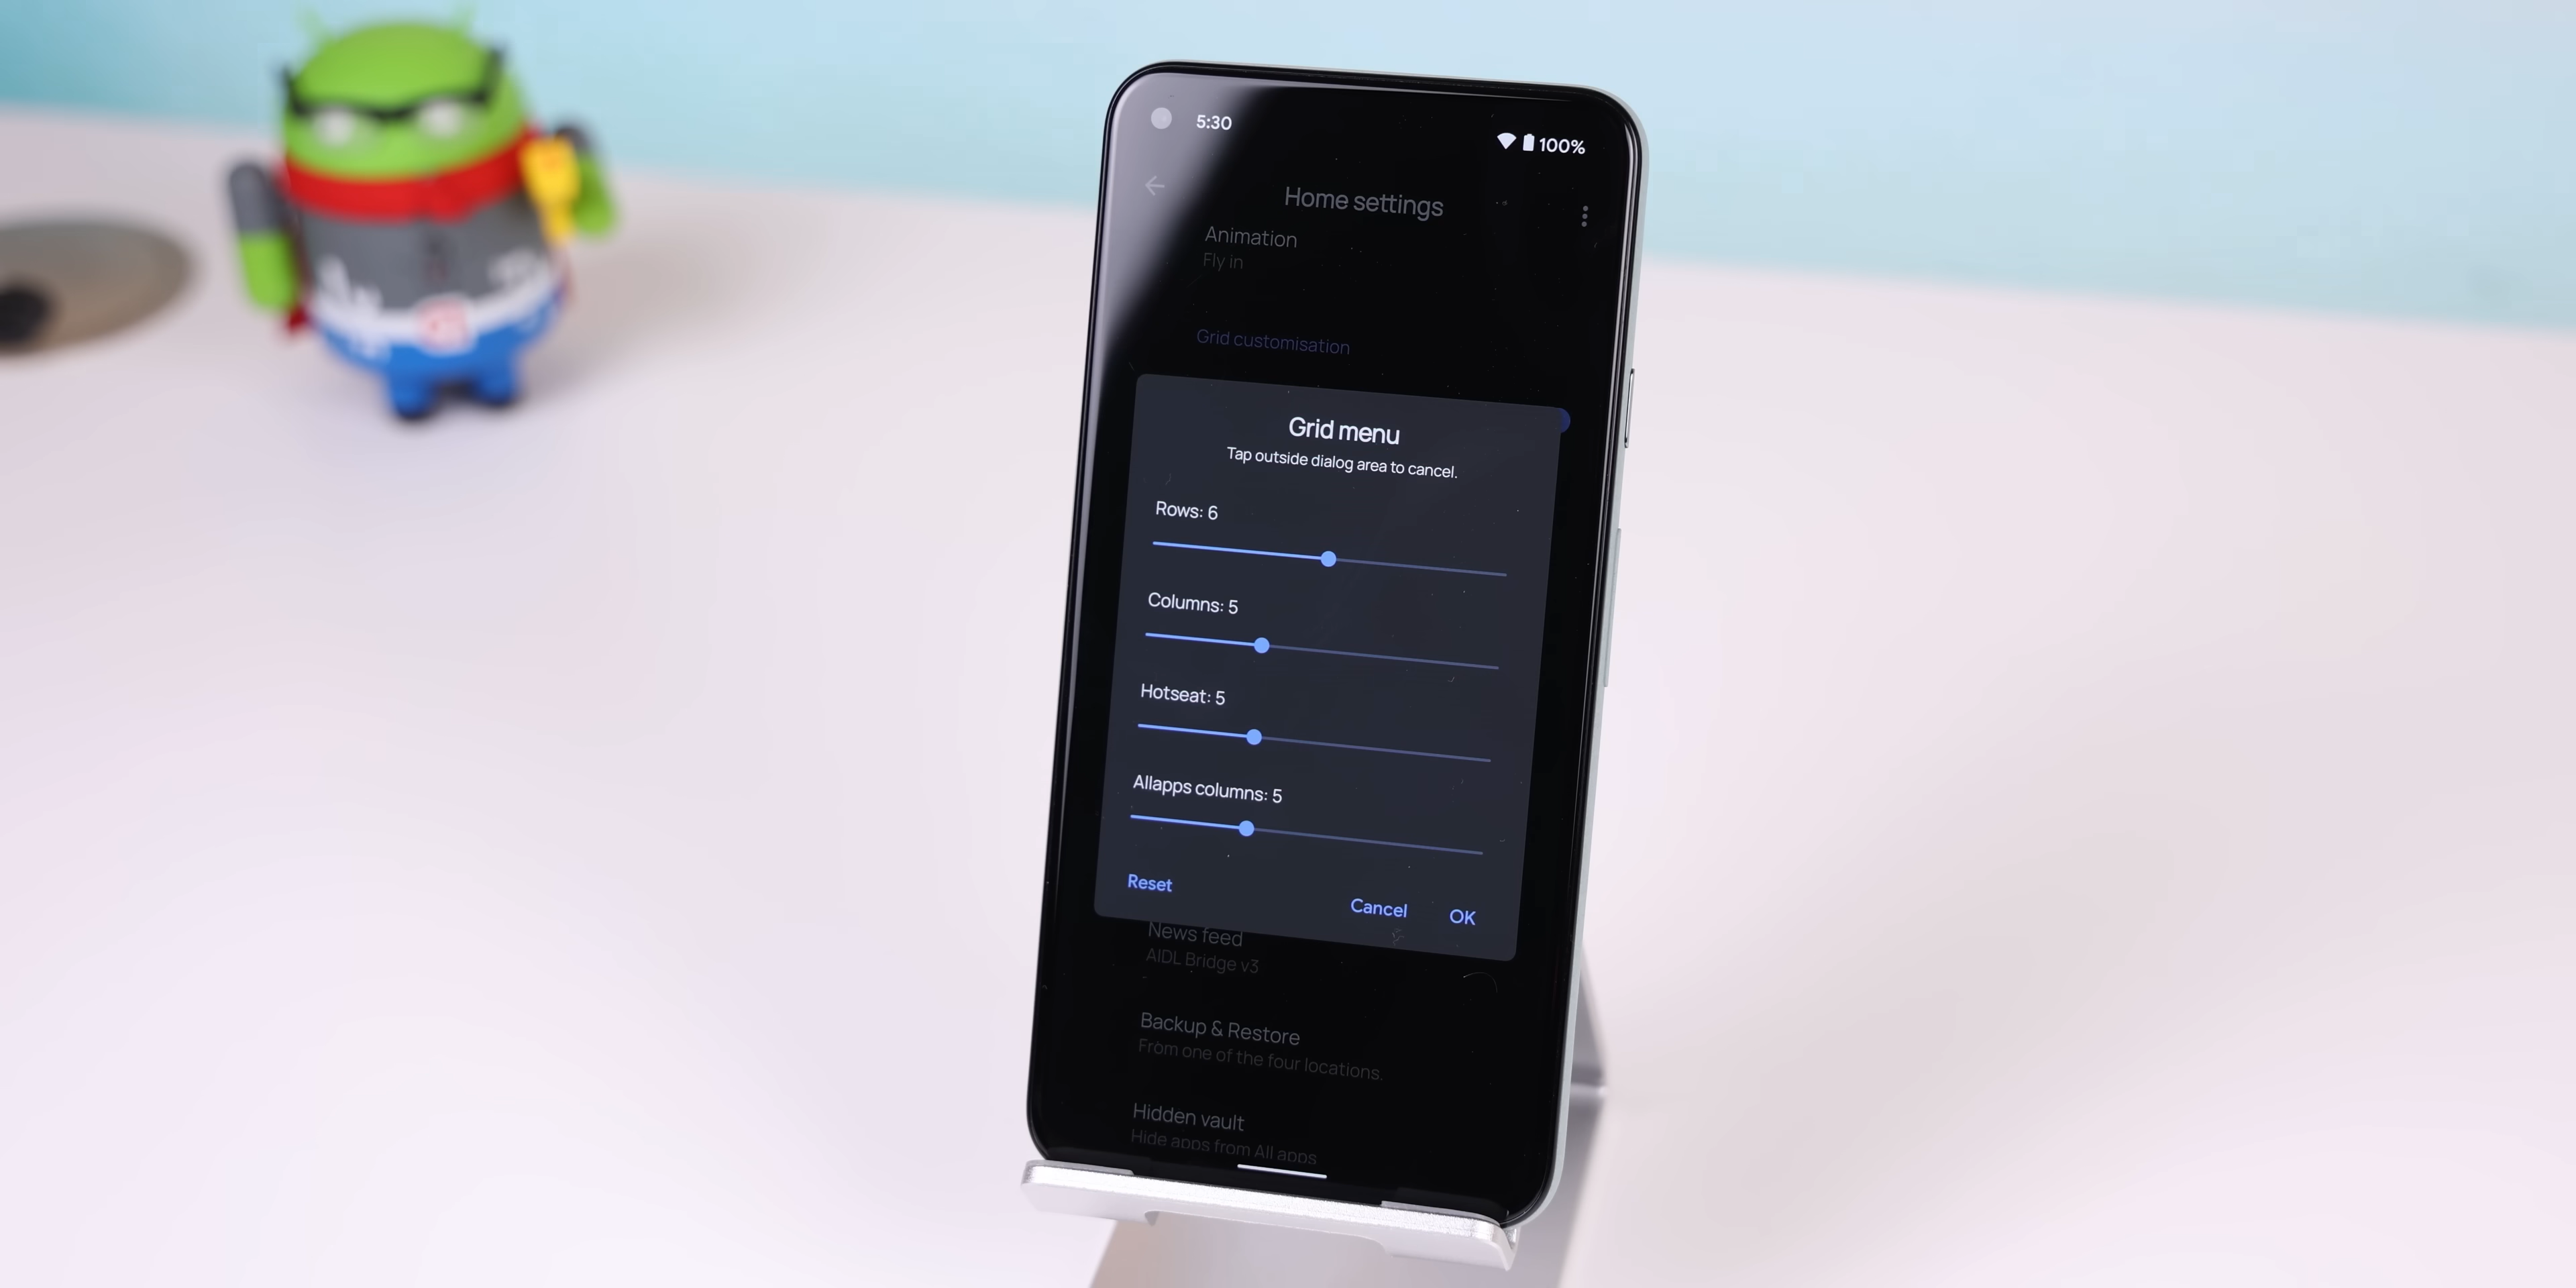 5:30
100%
Home settings
Animation
Fly in
Grid customisation
Grid menu
Tap outside dialog area to cancel.
Rows: 6
Columns: 5
Hotseat: 5
Allapps columns: 5
Reset
Cancel
OK
News feed
AIDL Bridge v3
Backup & Restore
From one of the four locations.
Hidden vault
Hide apps from All apps